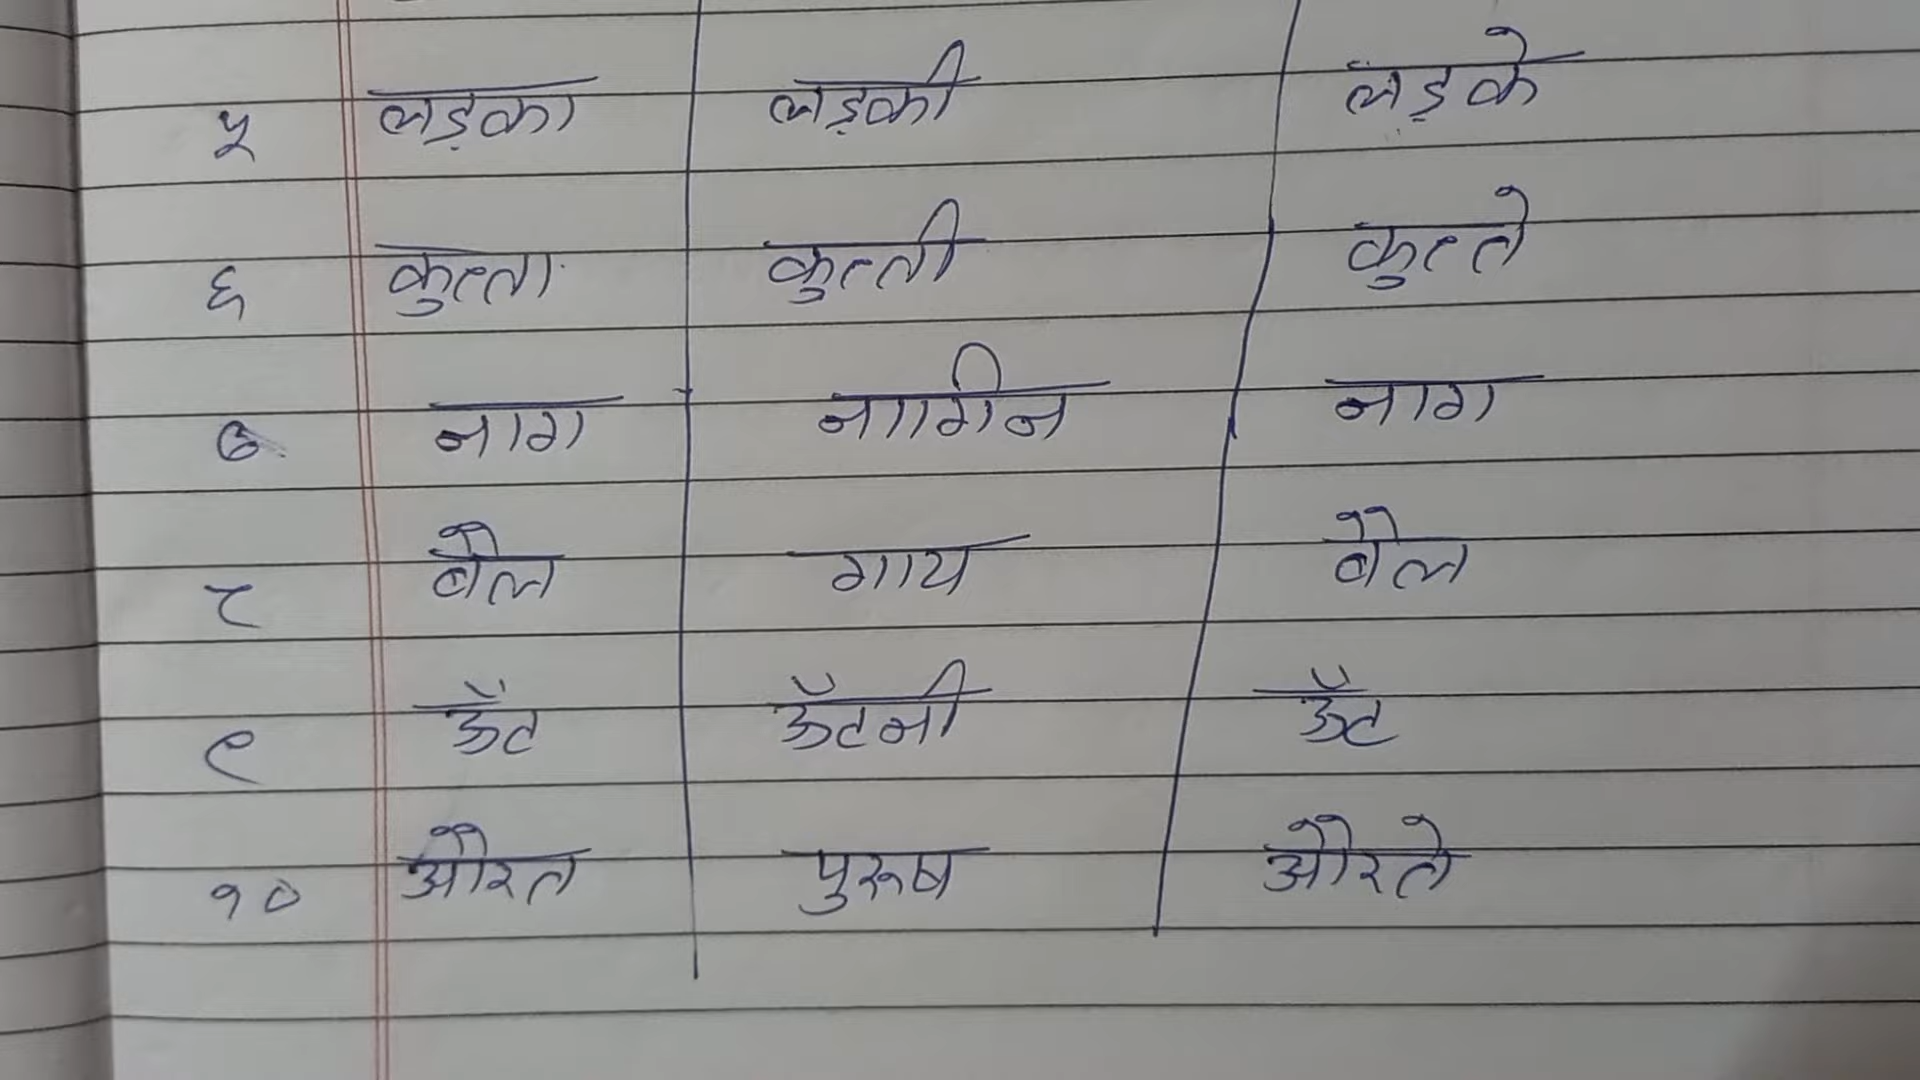 ५ लड़का लड़की लड़के
६ कुत्ता कुत्ती कुत्ते
७ नाग नागीन नाग
८ बैल गाय बैल
९ ऊँट ऊँटनी ऊँट
१० औरत पुरूष औरते